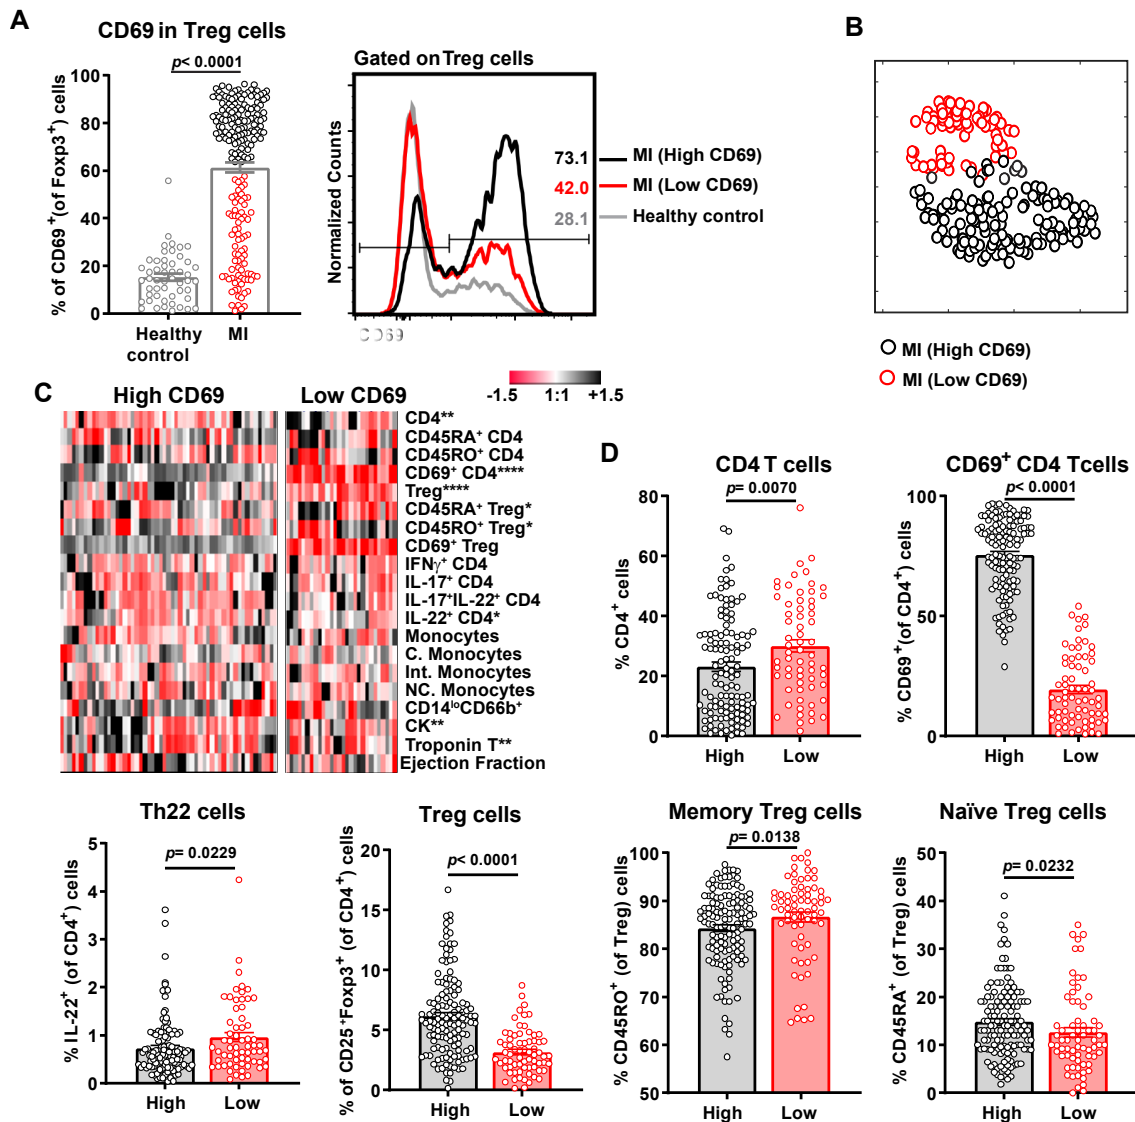 A
CD69 in Treg cells
p< 0.0001
% of CD69 +(of Foxp3+) cells
100
80
60
40
20
0
Healthy control
MI
Gated on Treg cells
Normalized Counts
73.1
42.0
28.1
MI (High CD69)
MI (Low CD69)
Healthy control
CD69
B
MI (High CD69)
MI (Low CD69)
C
High CD69
Low CD69
-1.5 1:1 +1.5
CD4**
CD45RA+ CD4
CD45RO+ CD4
CD69+ CD4****
Treg****
CD45RA+ Treg*
CD45RO+ Treg*
CD69+ Treg
IFNγ+ CD4
IL-17+ CD4
IL-17+IL-22+ CD4
IL-22+ CD4*
Monocytes
C. Monocytes
Int. Monocytes
NC. Monocytes
CD14loCD66b+
CK**
Troponin T**
Ejection Fraction
D
CD4 T cells
p= 0.0070
% CD4+ cells
80
60
40
20
0
High
Low
CD69+ CD4 Tcells
p< 0.0001
% CD69+(of CD4+) cells
100
50
0
High
Low
Th22 cells
p= 0.0229
% IL-22+ (of CD4+) cells
5
4
3
2
1
0
High
Low
Treg cells
p< 0.0001
% of CD25+Foxp3+ (of CD4+) cells
20
15
10
5
0
High
Low
Memory Treg cells
p= 0.0138
% CD45RO+ (of Treg) cells
100
90
80
70
60
50
High
Low
Naïve Treg cells
p= 0.0232
% CD45RA+ (of Treg) cells
50
40
30
20
10
0
High
Low